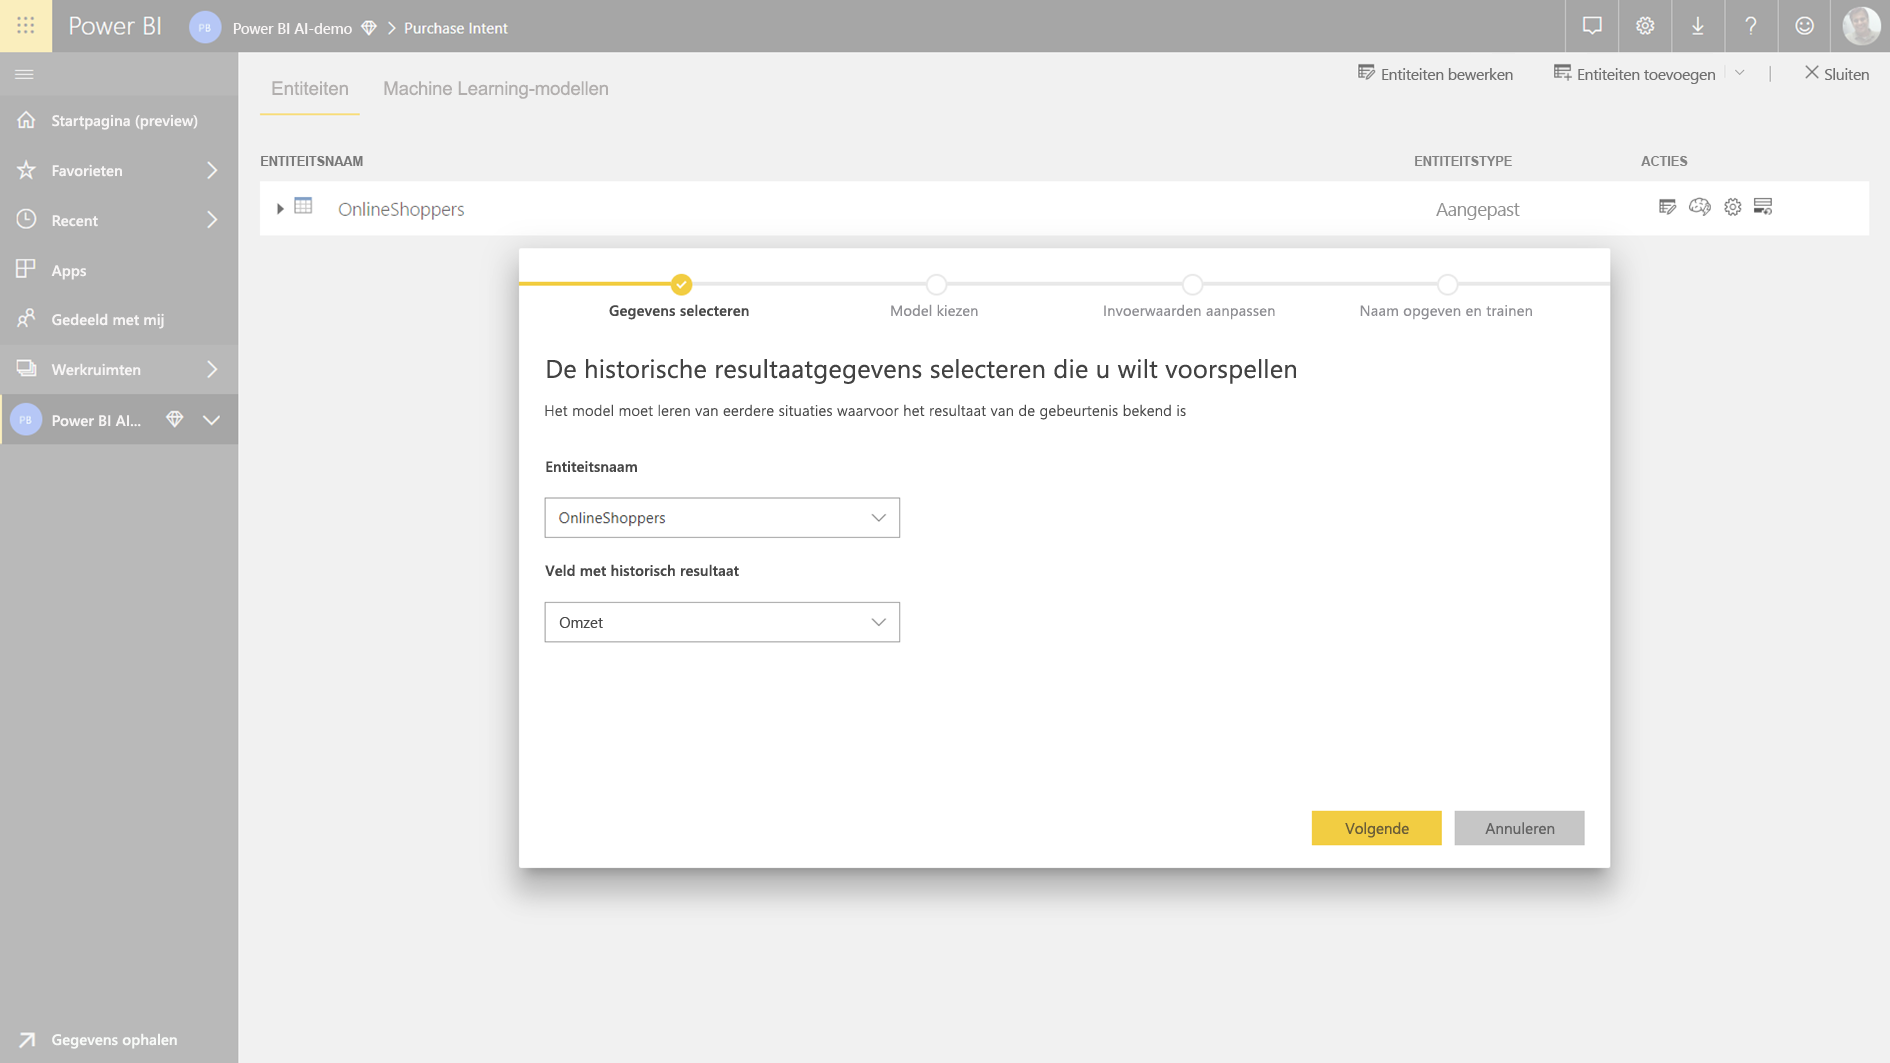 Power BI
PB
Power BI AI-demo
Purchase Intent
Entiteiten
Machine Learning-modellen
Entiteiten bewerken
Entiteiten toevoegen
Sluiten
Startpagina (preview)
Favorieten
Recent
Apps
Gedeeld met mij
Werkruimten
PB
Power BI AI...
Gegevens ophalen
ENTITEITSNAAM
ENTITEITSTYPE
ACTIES
OnlineShoppers
Aangepast
Gegevens selecteren
Model kiezen
Invoerwaarden aanpassen
Naam opgeven en trainen
De historische resultaatgegevens selecteren die u wilt voorspellen
Het model moet leren van eerdere situaties waarvoor het resultaat van de gebeurtenis bekend is
Entiteitsnaam
OnlineShoppers
Veld met historisch resultaat
Omzet
Volgende
Annuleren